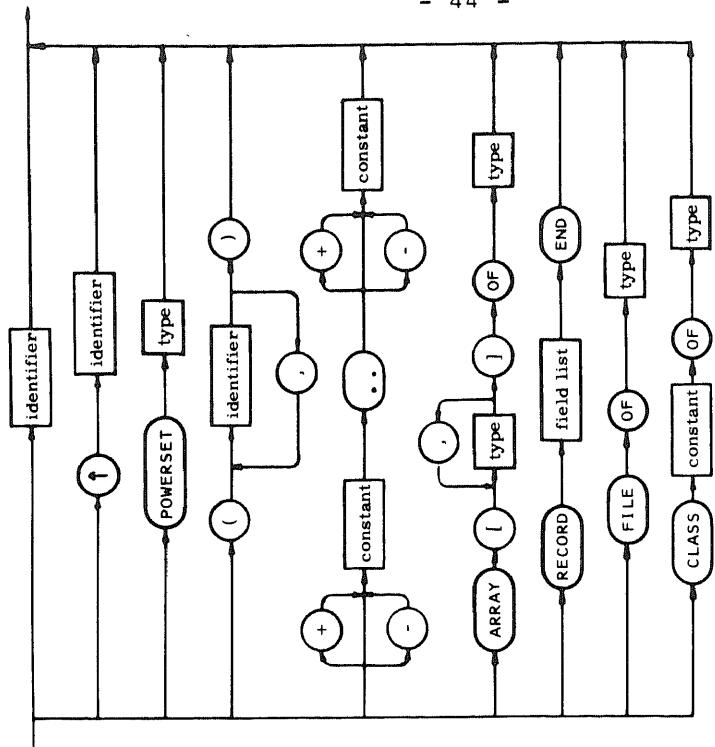 - 44 -
identifier
↑ identifier
POWERSET type
( identifier )
,
+ +
constant .. constant
- -
,
ARRAY [ type ] OF type
RECORD field list END
FILE OF type
CLASS constant OF type